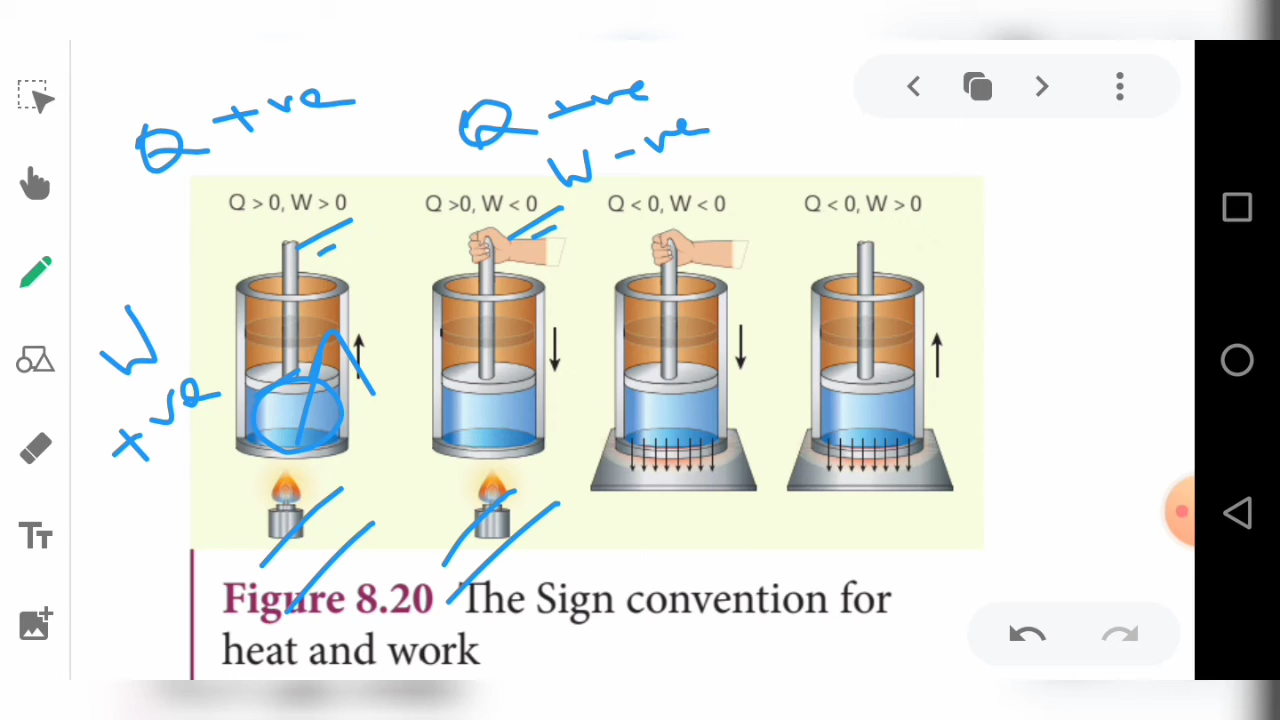 Q +ve
Q +ve
W -ve
Q > 0, W > 0
Q >0, W < 0
Q < 0, W < 0
Q < 0, W > 0
W
+ve
Figure 8.20 The Sign convention for
heat and work
TT